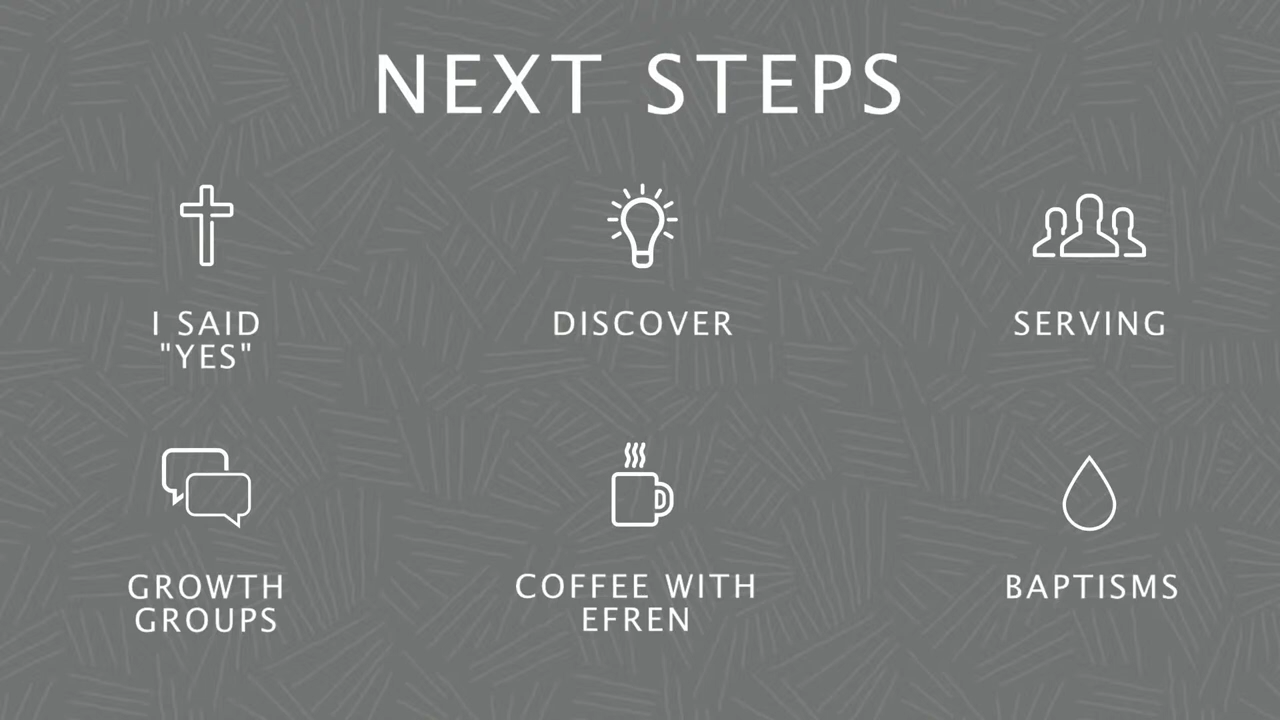 NEXT STEPS
I SAID
"YES"
DISCOVER
SERVING
GROWTH
GROUPS
COFFEE WITH
EFREN
BAPTISMS